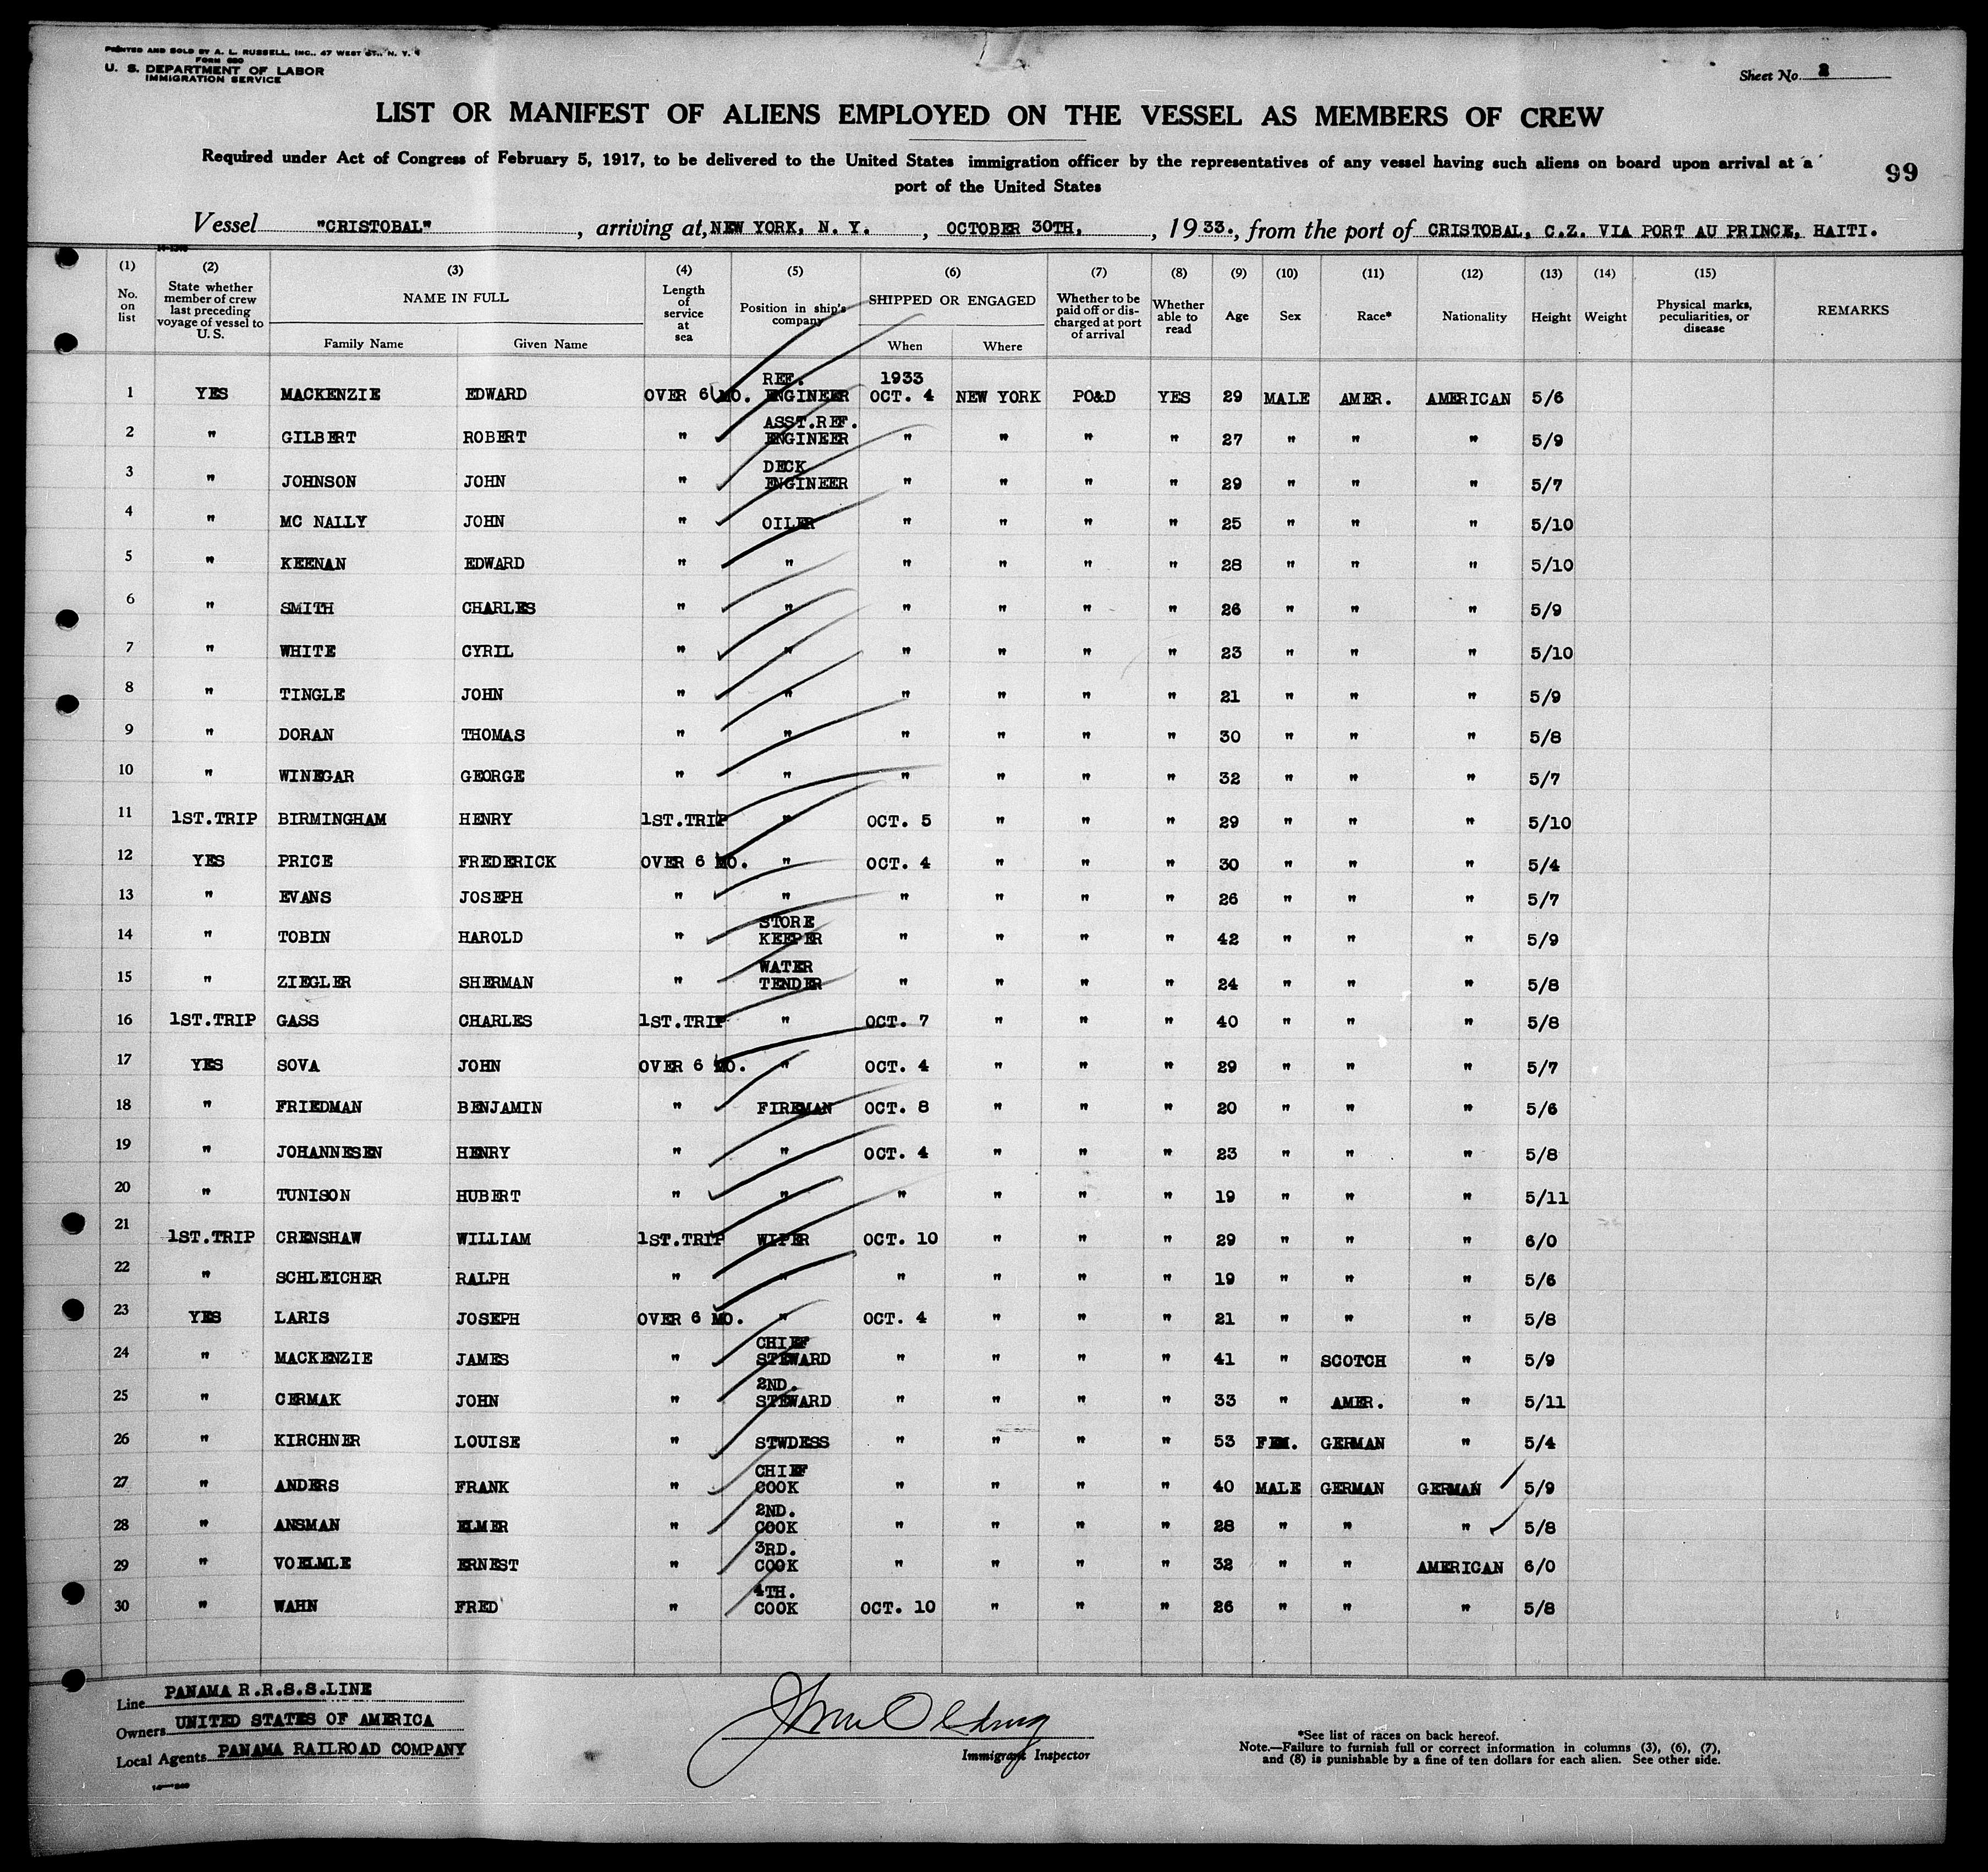 PRINTED AND SOLD BY A. L. RUSSELL, INC., 47 WEST ST., N. Y.
FORM 680
U. S. DEPARTMENT OF LABOR
IMMIGRATION SERVICE
Sheet No. 2
LIST OR MANIFEST OF ALIENS EMPLOYED ON THE VESSEL AS MEMBERS OF CREW
Required under Act of Congress of February 5, 1917, to be delivered to the United States immigration officer by the representatives of any vessel having such aliens on board upon arrival at a
port of the United States
99
Vessel "CRISTOBAL", arriving at, NEW YORK, N. Y., OCTOBER 30TH., 1933., from the port of CRISTOBAL, C.Z. VIA PORT AU PRINCE, HAITI.
(1) (2) (3) (4) (5) (6) (7) (8) (9) (10) (11) (12) (13) (14) (15)
No. on list | State whether member of crew last preceding voyage of vessel to U. S. | NAME IN FULL | Length of service at sea | Position in ship's company | SHIPPED OR ENGAGED | Whether to be paid off or discharged at port of arrival | Whether able to read | Age | Sex | Race* | Nationality | Height | Weight | Physical marks, peculiarities, or disease | REMARKS
Family Name | Given Name | When | Where
1 YES MACKENZIE EDWARD OVER 6 MO. REF. ENGINEER 1933 OCT. 4 NEW YORK PO&D YES 29 MALE AMER. AMERICAN 5/6
2 " GILBERT ROBERT " ASST.REF. ENGINEER " " " " 27 " " " 5/9
3 " JOHNSON JOHN " DECK ENGINEER " " " " 29 " " " 5/7
4 " MC NALLY JOHN " OILER " " " " 25 " " " 5/10
5 " KEENAN EDWARD " " " " " " 28 " " " 5/10
6 " SMITH CHARLES " " " " " " 26 " " " 5/9
7 " WHITE CYRIL " " " " " " 23 " " " 5/10
8 " TINGLE JOHN " " " " " " 21 " " " 5/9
9 " DORAN THOMAS " " " " " " 30 " " " 5/8
10 " WINEGAR GEORGE " " " " " " 32 " " " 5/7
11 1ST.TRIP BIRMINGHAM HENRY 1ST.TRIP " OCT. 5 " " " 29 " " " 5/10
12 YES PRICE FREDERICK OVER 6 MO. " OCT. 4 " " " 30 " " " 5/4
13 " EVANS JOSEPH " " " " " " 26 " " " 5/7
14 " TOBIN HAROLD " STORE KEEPER " " " " 42 " " " 5/9
15 " ZIEGLER SHERMAN " WATER TENDER " " " " 24 " " " 5/8
16 1ST.TRIP GASS CHARLES 1ST.TRIP " OCT. 7 " " " 40 " " " 5/8
17 YES SOVA JOHN OVER 6 MO. " OCT. 4 " " " 29 " " " 5/7
18 " FRIEDMAN BENJAMIN " FIREMAN OCT. 8 " " " 20 " " " 5/6
19 " JOHANNESEN HENRY " " OCT. 4 " " " 23 " " " 5/8
20 " TUNISON HUBERT " " " " " " 19 " " " 5/11
21 1ST.TRIP CRENSHAW WILLIAM 1ST.TRIP WIPER OCT. 10 " " " 29 " " " 6/0
22 " SCHLEICHER RALPH " " " " " " 19 " " " 5/6
23 YES LARIS JOSEPH OVER 6 MO. " OCT. 4 " " " 21 " " " 5/8
24 " MACKENZIE JAMES " CHIEF STEWARD " " " " 41 " SCOTCH " 5/9
25 " CERMAK JOHN " 2ND. STEWARD " " " " 33 " AMER. " 5/11
26 " KIRCHNER LOUISE " STWDESS " " " " 53 FEM. GERMAN " 5/4
27 " ANDERS FRANK " CHIEF COOK " " " " 40 MALE GERMAN GERMAN 5/9
28 " ANSMAN ELMER " 2ND. COOK " " " " 28 " " " 5/8
29 " VOELMLE ERNEST " 3RD. COOK " " " " 32 " " AMERICAN 6/0
30 " WAHN FRED " 4TH. COOK OCT. 10 " " " 26 " " " 5/8
Line PANAMA R.R.S.S.LINE
Owners UNITED STATES OF AMERICA
Local Agents PANAMA RAILROAD COMPANY
Immigrant Inspector
*See list of races on back hereof.
Note.—Failure to furnish full or correct information in columns (3), (6), (7),
and (8) is punishable by a fine of ten dollars for each alien. See other side.